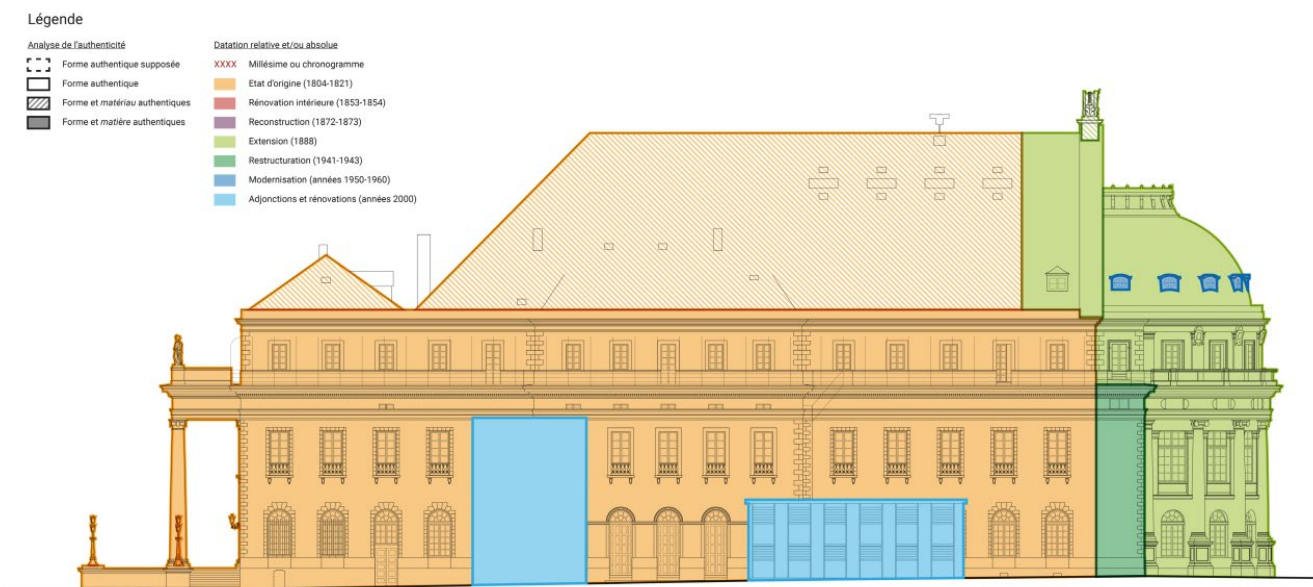 Légende
Analyse de l'authenticité
Forme authentique supposée
Forme authentique
Forme et matériau authentiques
Forme et matière authentiques
Datation relative et/ou absolue
XXXX Millésime ou chronogramme
Etat d'origine (1804-1821)
Rénovation intérieure (1853-1854)
Reconstruction (1872-1873)
Extension (1888)
Restructuration (1941-1943)
Modernisation (années 1950-1960)
Adjonctions et rénovations (années 2000)